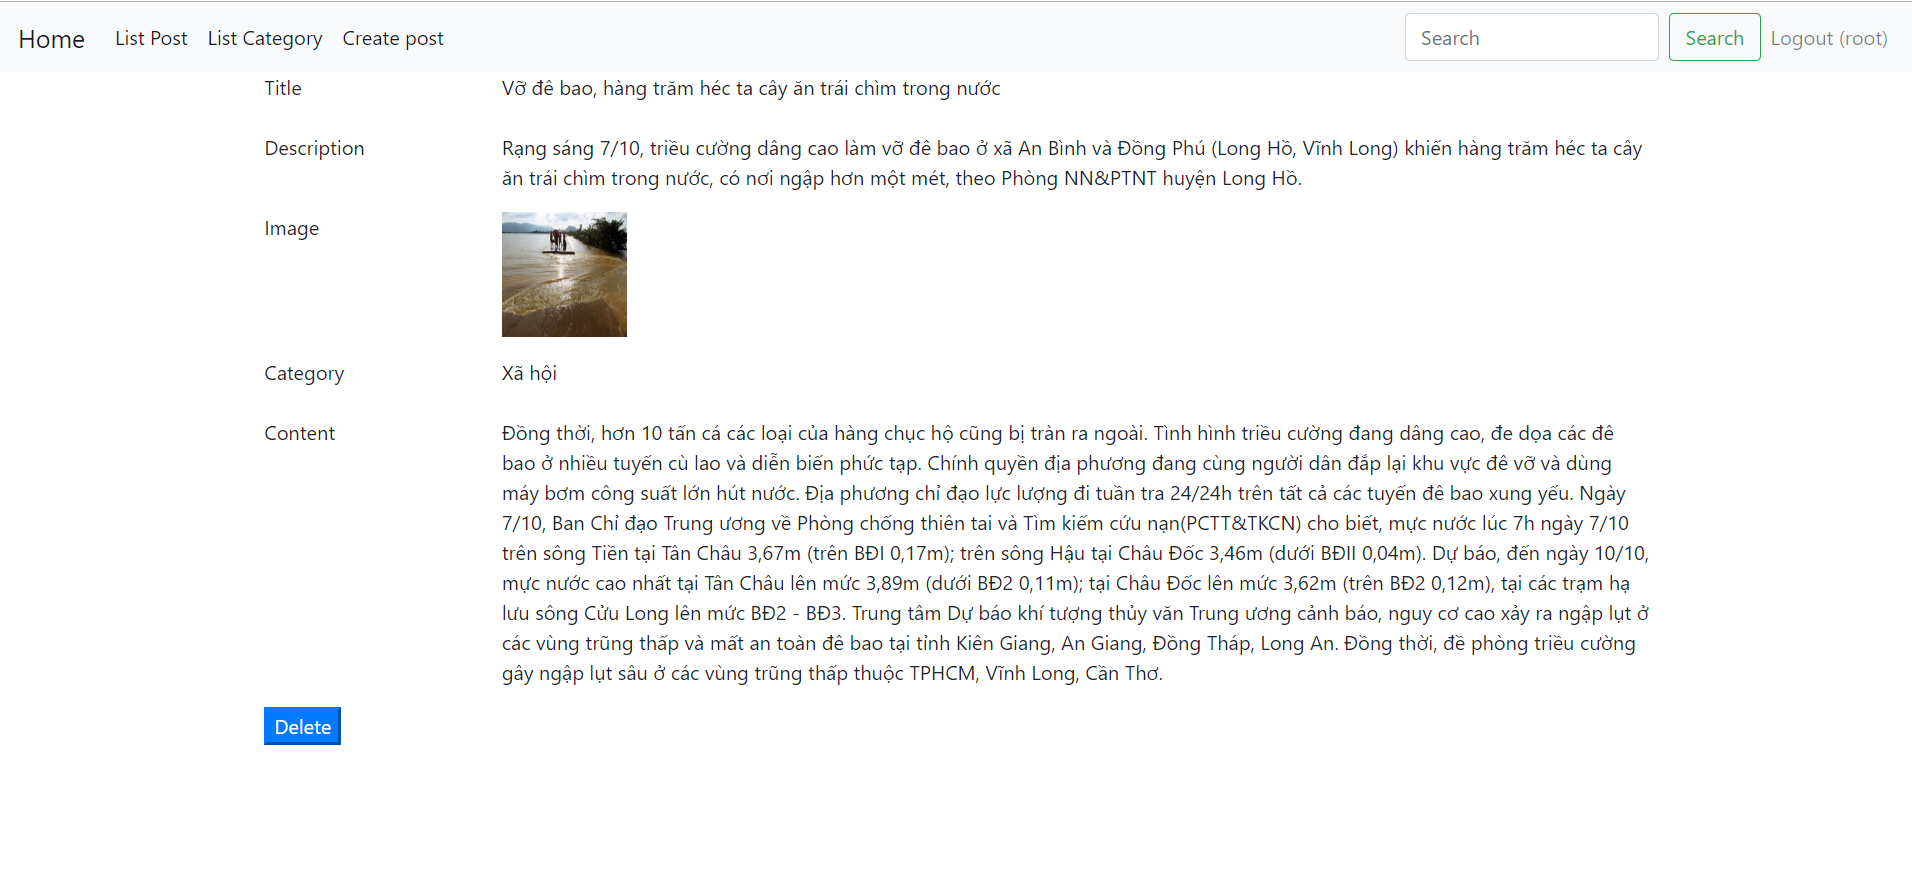 Home List Post List Category Create post Search Search Logout (root)
Title Vỡ đê bao, hàng trăm héc ta cây ăn trái chìm trong nước
Description Rạng sáng 7/10, triều cường dâng cao làm vỡ đê bao ở xã An Bình và Đồng Phú (Long Hồ, Vĩnh Long) khiến hàng trăm héc ta cây
ăn trái chìm trong nước, có nơi ngập hơn một mét, theo Phòng NN&PTNT huyện Long Hồ.
Image
Category Xã hội
Content Đồng thời, hơn 10 tấn cá các loại của hàng chục hộ cũng bị tràn ra ngoài. Tình hình triều cường đang dâng cao, đe dọa các đê
bao ở nhiều tuyến cù lao và diễn biến phức tạp. Chính quyền địa phương đang cùng người dân đắp lại khu vực đê vỡ và dùng
máy bơm công suất lớn hút nước. Địa phương chỉ đạo lực lượng đi tuần tra 24/24h trên tất cả các tuyến đê bao xung yếu. Ngày
7/10, Ban Chỉ đạo Trung ương về Phòng chống thiên tai và Tìm kiếm cứu nạn(PCTT&TKCN) cho biết, mực nước lúc 7h ngày 7/10
trên sông Tiền tại Tân Châu 3,67m (trên BĐI 0,17m); trên sông Hậu tại Châu Đốc 3,46m (dưới BĐII 0,04m). Dự báo, đến ngày 10/10,
mực nước cao nhất tại Tân Châu lên mức 3,89m (dưới BĐ2 0,11m); tại Châu Đốc lên mức 3,62m (trên BĐ2 0,12m), tại các trạm hạ
lưu sông Cửu Long lên mức BĐ2 - BĐ3. Trung tâm Dự báo khí tượng thủy văn Trung ương cảnh báo, nguy cơ cao xảy ra ngập lụt ở
các vùng trũng thấp và mất an toàn đê bao tại tỉnh Kiên Giang, An Giang, Đồng Tháp, Long An. Đồng thời, đề phòng triều cường
gây ngập lụt sâu ở các vùng trũng thấp thuộc TPHCM, Vĩnh Long, Cần Thơ.
Delete